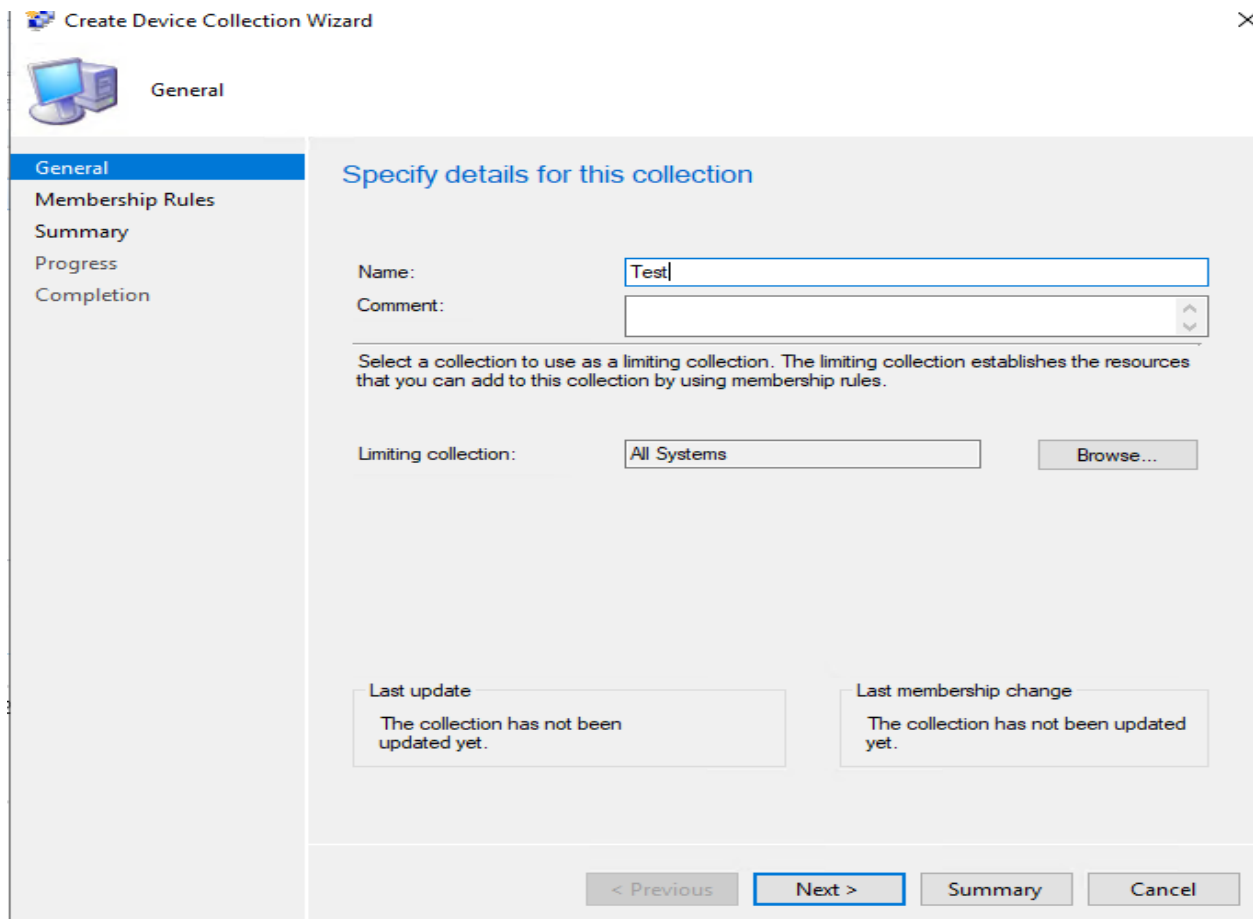 Create Device Collection Wizard
General
General
Membership Rules
Summary
Progress
Completion
Specify details for this collection
Name:
Test
Comment:
Select a collection to use as a limiting collection. The limiting collection establishes the resources
that you can add to this collection by using membership rules.
Limiting collection:
All Systems
Browse...
Last update
The collection has not been
updated yet.
Last membership change
The collection has not been updated
yet.
< Previous
Next >
Summary
Cancel